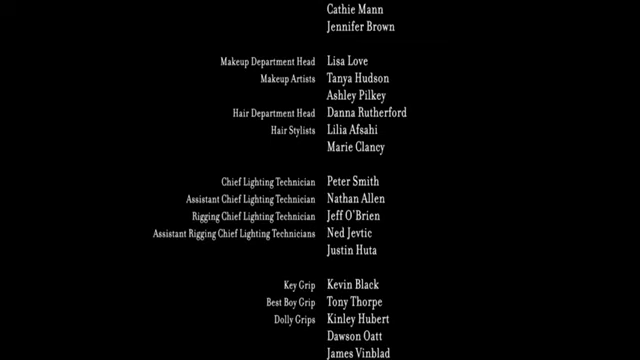 Cathie Mann
Jennifer Brown
Makeup Department Head Lisa Love
Makeup Artists Tanya Hudson
Ashley Pilkey
Hair Department Head Danna Rutherford
Hair Stylists Lilia Afsahi
Marie Clancy
Chief Lighting Technician Peter Smith
Assistant Chief Lighting Technician Nathan Allen
Rigging Chief Lighting Technician Jeff O'Brien
Assistant Rigging Chief Lighting Technicians Ned Jevtic
Justin Huta
Key Grip Kevin Black
Best Boy Grip Tony Thorpe
Dolly Grips Kinley Hubert
Dawson Oatt
James Vinblad